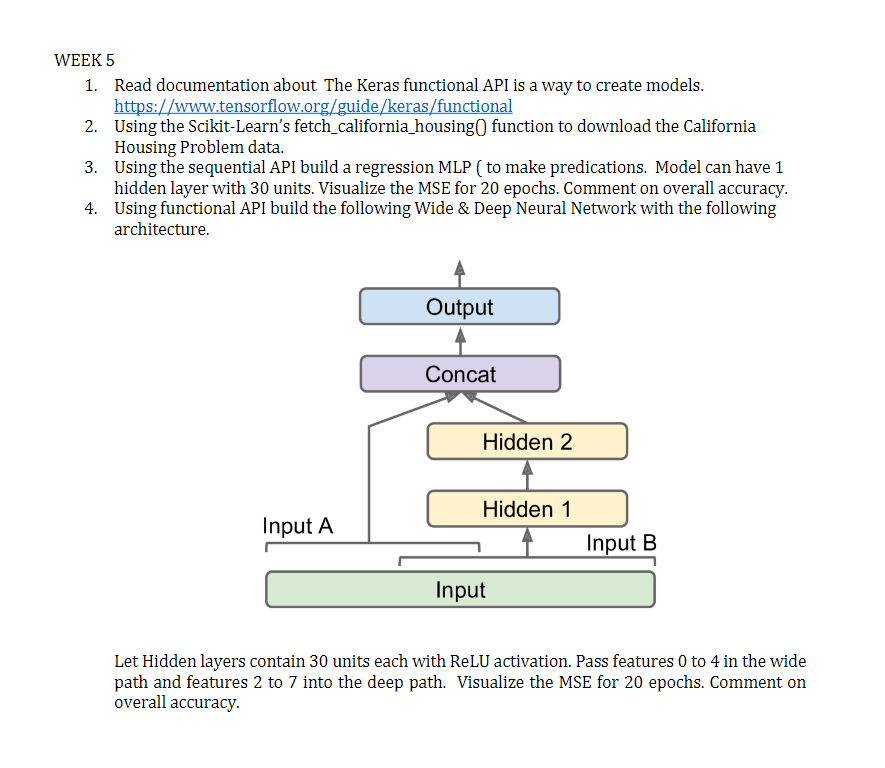 WEEK 5
1. Read documentation about The Keras functional API is a way to create models.
https://www.tensorflow.org/guide/keras/functional
2. Using the Scikit-Learn's fetch_california_housing() function to download the California
Housing Problem data.
3. Using the sequential API build a regression MLP ( to make predications. Model can have 1
hidden layer with 30 units. Visualize the MSE for 20 epochs. Comment on overall accuracy.
4. Using functional API build the following Wide & Deep Neural Network with the following
architecture.
Output
Concat
Hidden 2
Hidden 1
Input A
Input B
Input
Let Hidden layers contain 30 units each with ReLU activation. Pass features 0 to 4 in the wide
path and features 2 to 7 into the deep path. Visualize the MSE for 20 epochs. Comment on
overall accuracy.